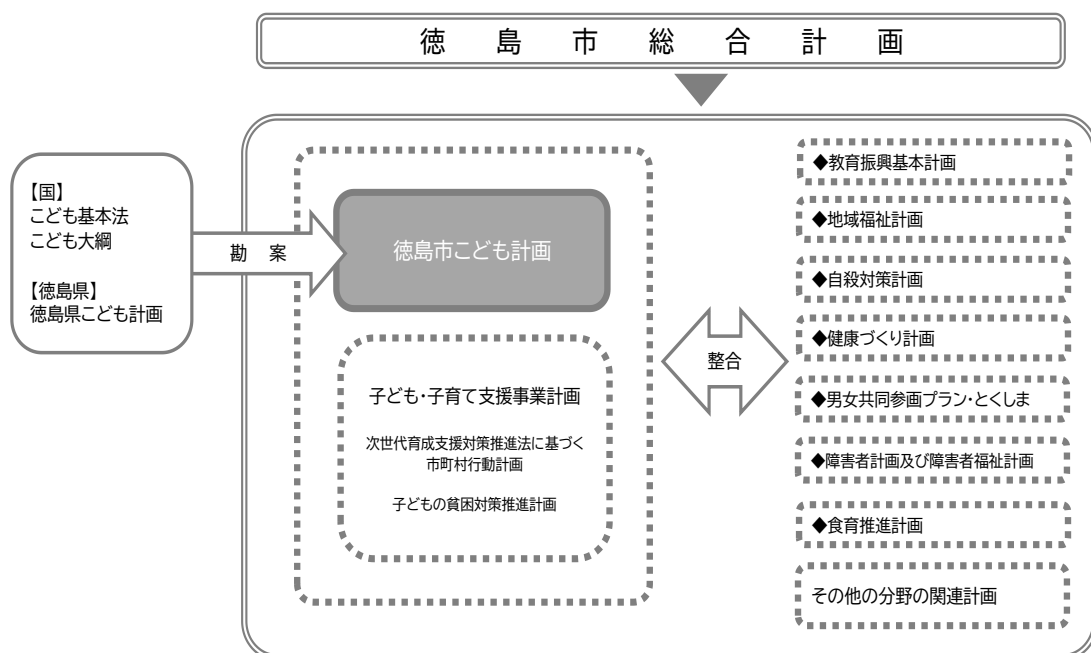 徳島市総合計画
【国】
こども基本法
こども大綱
【徳島県】
徳島県こども計画
勘 案
徳島市こども計画
子ども・子育て支援事業計画
次世代育成支援対策推進法に基づく
市町村行動計画
子どもの貧困対策推進計画
整合
◆教育振興基本計画
◆地域福祉計画
◆自殺対策計画
◆健康づくり計画
◆男女共同参画プラン・とくしま
◆障害者計画及び障害者福祉計画
◆食育推進計画
その他の分野の関連計画